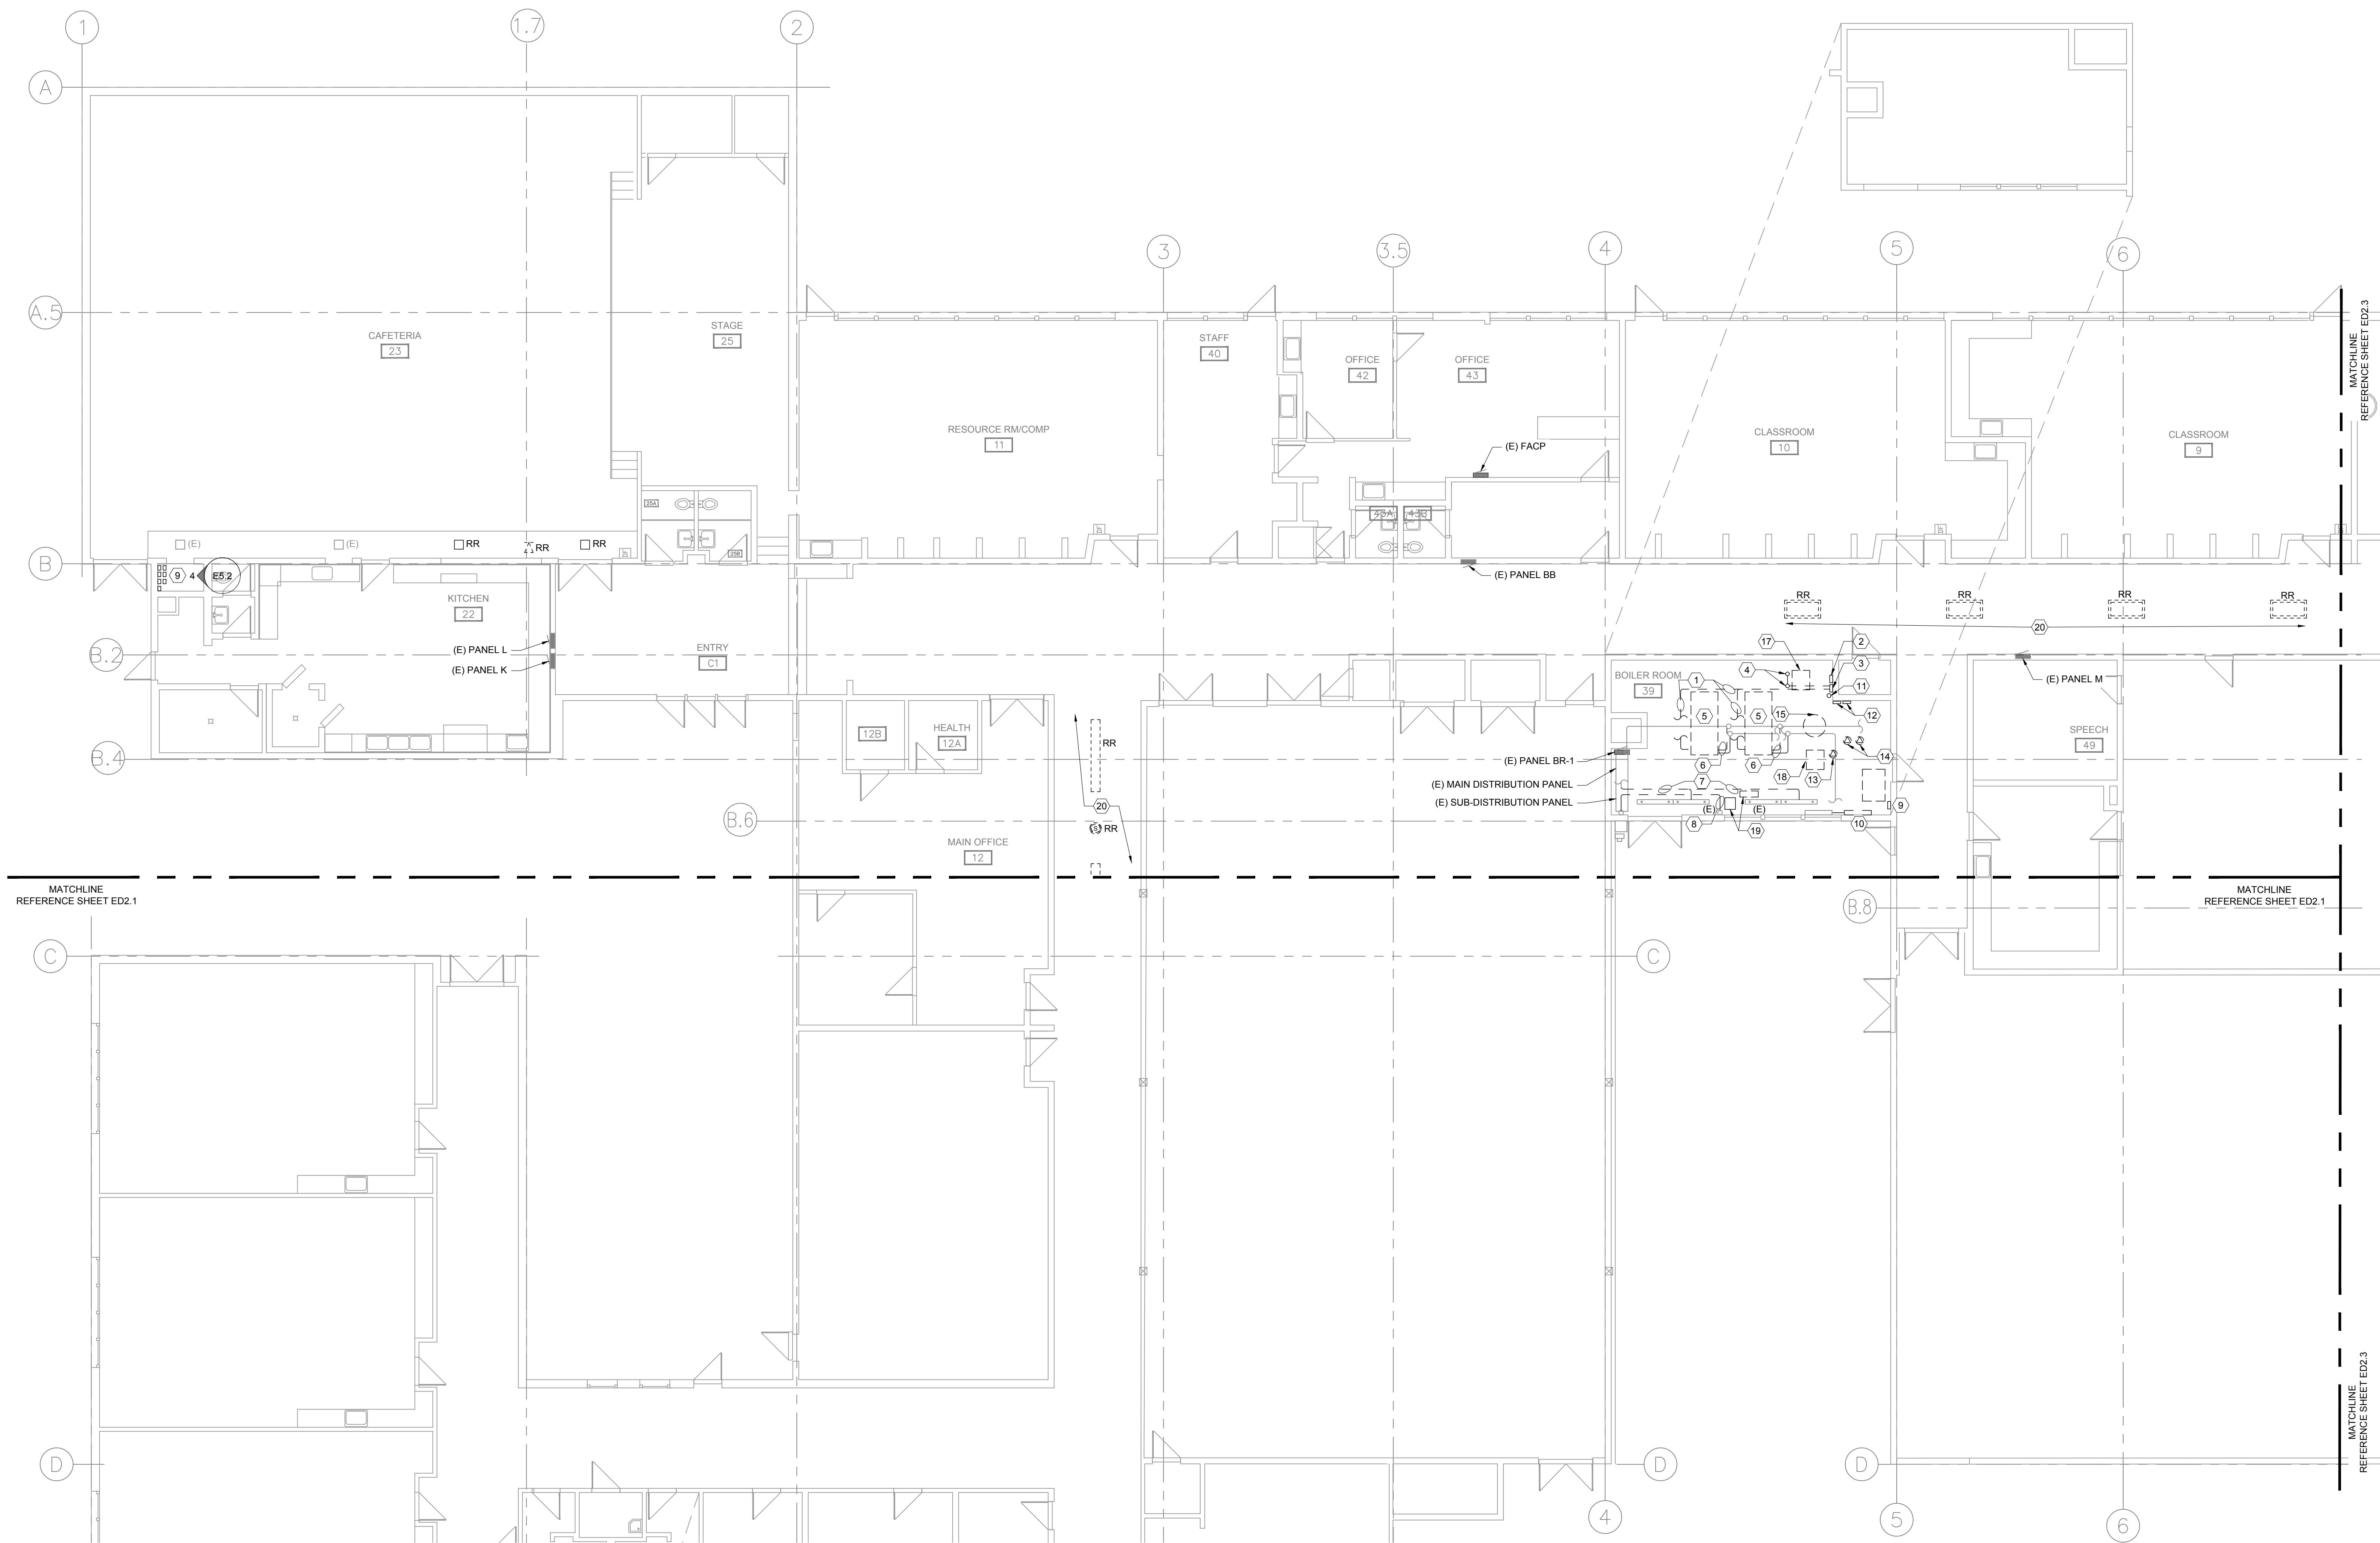 1
1.7
2
A
3
3.5
4
5
6
A.5
CAFETERIA
23
STAGE
25
STAFF
40
OFFICE
42
OFFICE
43
MATCHLINE
REFERENCE SHEET ED2.3
RESOURCE RM/COMP
11
(E) FACP
CLASSROOM
10
CLASSROOM
9
25A
43A
43B
(E)
(E)
RR
RR
RR
25B
B
9
4
E5.2
(E) PANEL BB
KITCHEN
22
RR
RR
RR
RR
20
B.2
(E) PANEL L
(E) PANEL K
ENTRY
C1
BOILER ROOM
39
17
2
4
3
1
11
(E) PANEL M
5
5
15
12
12B
HEALTH
12A
RR
SPEECH
49
B.4
(E) PANEL BR-1
6
6
14
18
13
(E) MAIN DISTRIBUTION PANEL
7
(E) SUB-DISTRIBUTION PANEL
20
(E)
(E)
9
B.6
S
RR
8
19
10
MAIN OFFICE
12
MATCHLINE
REFERENCE SHEET ED2.1
MATCHLINE
REFERENCE SHEET ED2.1
B.8
C
C
MATCHLINE
REFERENCE SHEET ED2.3
D
D
D
4
5
6